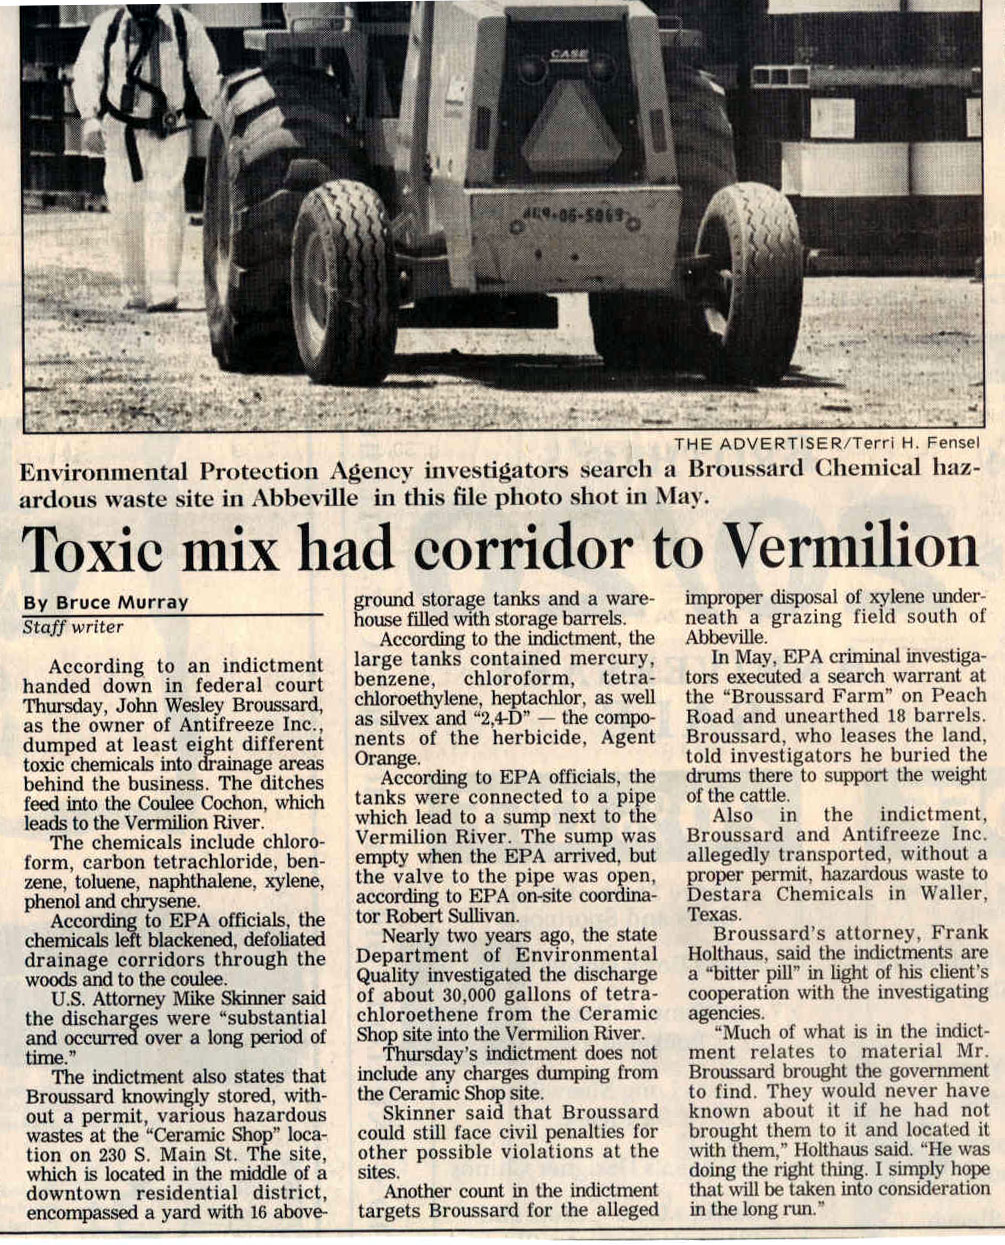 CASE
THE ADVERTISER/Terri H. Fensel
Environmental Protection Agency investigators search a Broussard Chemical haz-
ardous waste site in Abbeville in this file photo shot in May.
Toxic mix had corridor to Vermilion
By Bruce Murray
Staff writer
According to an indictment
handed down in federal court
Thursday, John Wesley Broussard,
as the owner of Antifreeze Inc.,
dumped at least eight different
toxic chemicals into drainage areas
behind the business. The ditches
feed into the Coulee Cochon, which
leads to the Vermilion River.
The chemicals include chloro-
form, carbon tetrachloride, ben-
zene, toluene, naphthalene, xylene,
phenol and chrysene.
According to EPA officials, the
chemicals left blackened, defoliated
drainage corridors through the
woods and to the coulee.
U.S. Attorney Mike Skinner said
the discharges were “substantial
and occurred over a long period of
time.”
The indictment also states that
Broussard knowingly stored, with-
out a permit, various hazardous
wastes at the “Ceramic Shop” loca-
tion on 230 S. Main St. The site,
which is located in the middle of a
downtown residential district,
encompassed a yard with 16 above-
ground storage tanks and a ware-
house filled with storage barrels.
According to the indictment, the
large tanks contained mercury,
benzene, chloroform, tetra-
chloroethylene, heptachlor, as well
as silvex and “2,4-D” — the compo-
nents of the herbicide, Agent
Orange.
According to EPA officials, the
tanks were connected to a pipe
which lead to a sump next to the
Vermilion River. The sump was
empty when the EPA arrived, but
the valve to the pipe was open,
according to EPA on-site coordina-
tor Robert Sullivan.
Nearly two years ago, the state
Department of Environmental
Quality investigated the discharge
of about 30,000 gallons of tetra-
chloroethene from the Ceramic
Shop site into the Vermilion River.
Thursday's indictment does not
include any charges dumping from
the Ceramic Shop site.
Skinner said that Broussard
could still face civil penalties for
other possible violations at the
sites.
Another count in the indictment
targets Broussard for the alleged
improper disposal of xylene under-
neath a grazing field south of
Abbeville.
In May, EPA criminal investiga-
tors executed a search warrant at
the “Broussard Farm” on Peach
Road and unearthed 18 barrels.
Broussard, who leases the land,
told investigators he buried the
drums there to support the weight
of the cattle.
Also in the indictment,
Broussard and Antifreeze Inc.
allegedly transported, without a
proper permit, hazardous waste to
Destara Chemicals in Waller,
Texas.
Broussard's attorney, Frank
Holthaus, said the indictments are
a “bitter pill” in light of his client's
cooperation with the investigating
agencies.
“Much of what is in the indict-
ment relates to material Mr.
Broussard brought the government
to find. They would never have
known about it if he had not
brought them to it and located it
with them,” Holthaus said. “He was
doing the right thing. I simply hope
that will be taken into consideration
in the long run.”